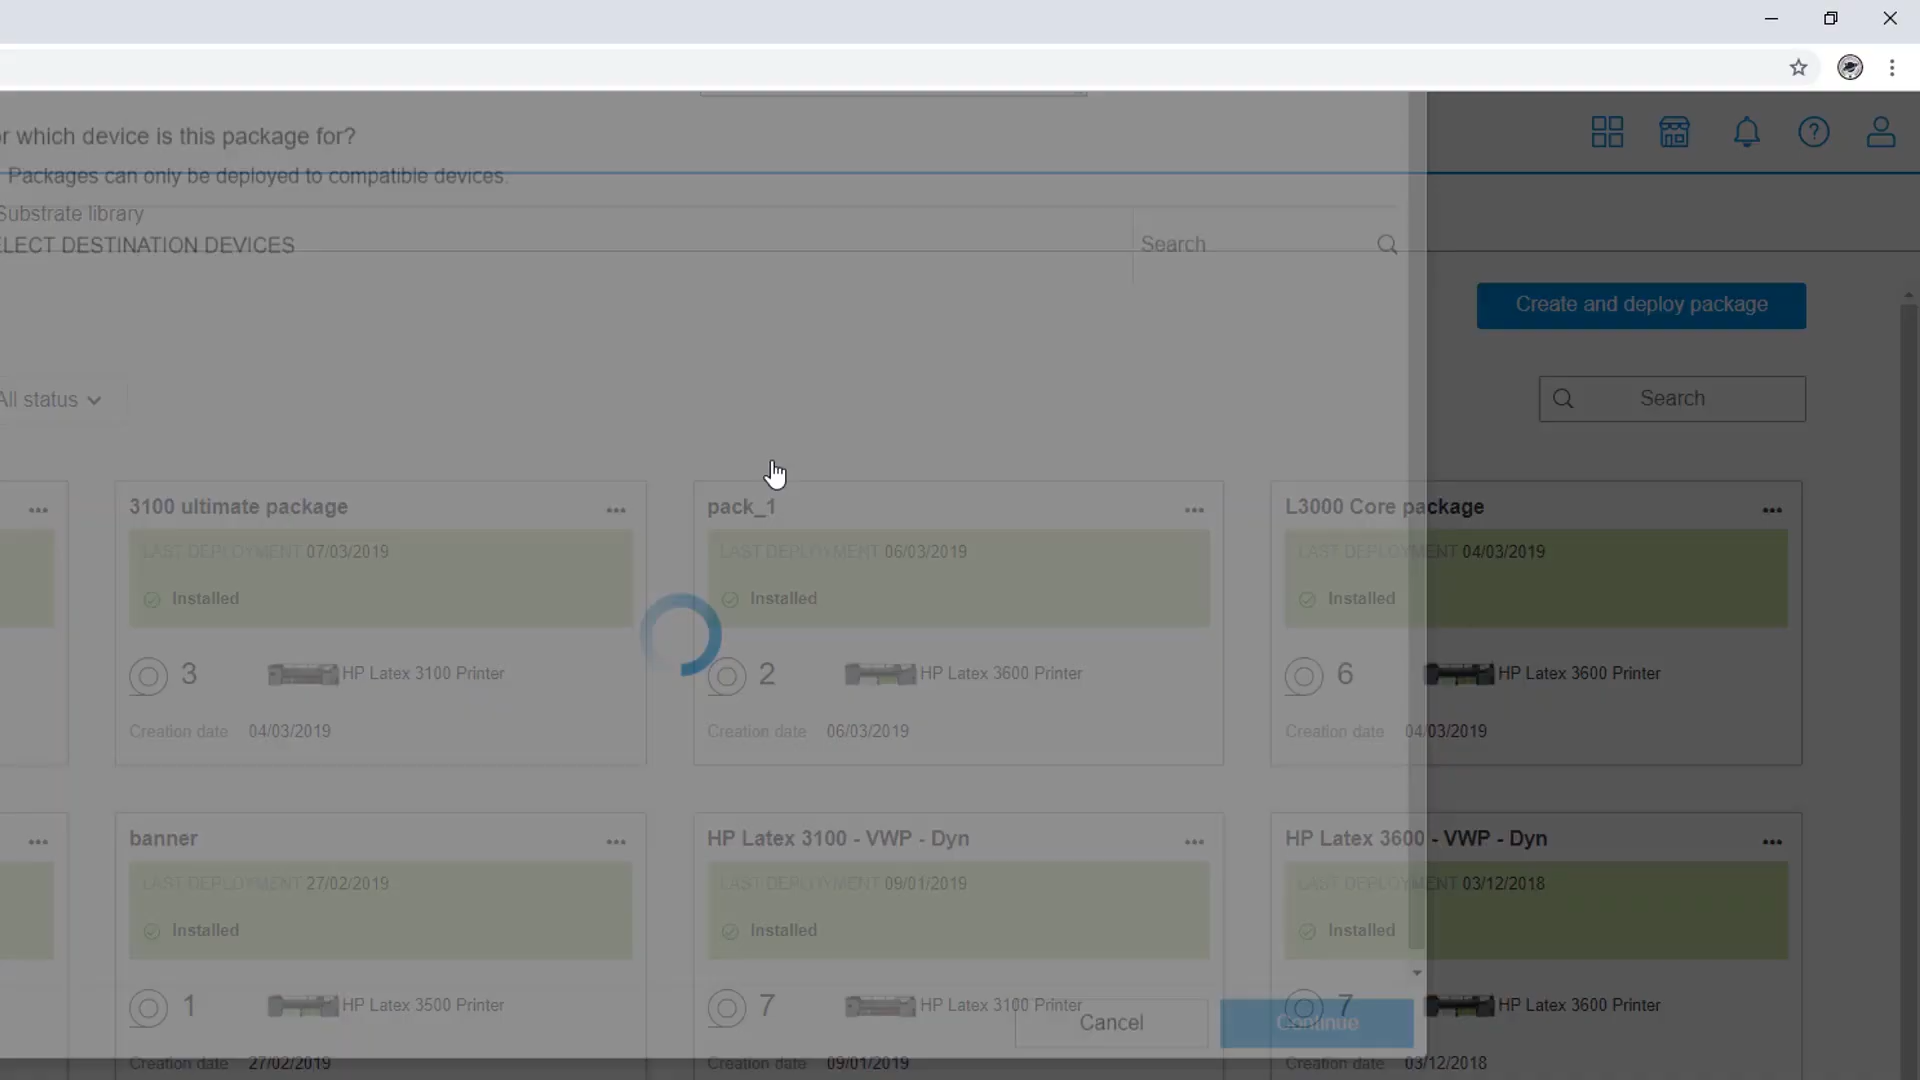 r which device is this package for?
Packages can only be deployed to compatible devices.
Substrate library
ELECT DESTINATION DEVICES
Search
Create and deploy package
All status
Search
3100 ultimate package
LAST DEPLOYMENT 07/03/2019
Installed
3
HP Latex 3100 Printer
Creation date 04/03/2019
pack_1
LAST DEPLOYMENT 06/03/2019
Installed
2
HP Latex 3600 Printer
Creation date 06/03/2019
L3000 Core package
LAST DEPLOYMENT 04/03/2019
Installed
6
HP Latex 3600 Printer
Creation date 04/03/2019
banner
LAST DEPLOYMENT 27/02/2019
Installed
1
HP Latex 3500 Printer
Creation date 27/02/2019
HP Latex 3100 - VWP - Dyn
LAST DEPLOYMENT 09/01/2019
Installed
7
HP Latex 3100 Printer
Creation date 09/01/2019
HP Latex 3600 - VWP - Dyn
LAST DEPLOYMENT 03/12/2018
Installed
7
HP Latex 3600 Printer
Creation date 03/12/2018
Cancel
Continue